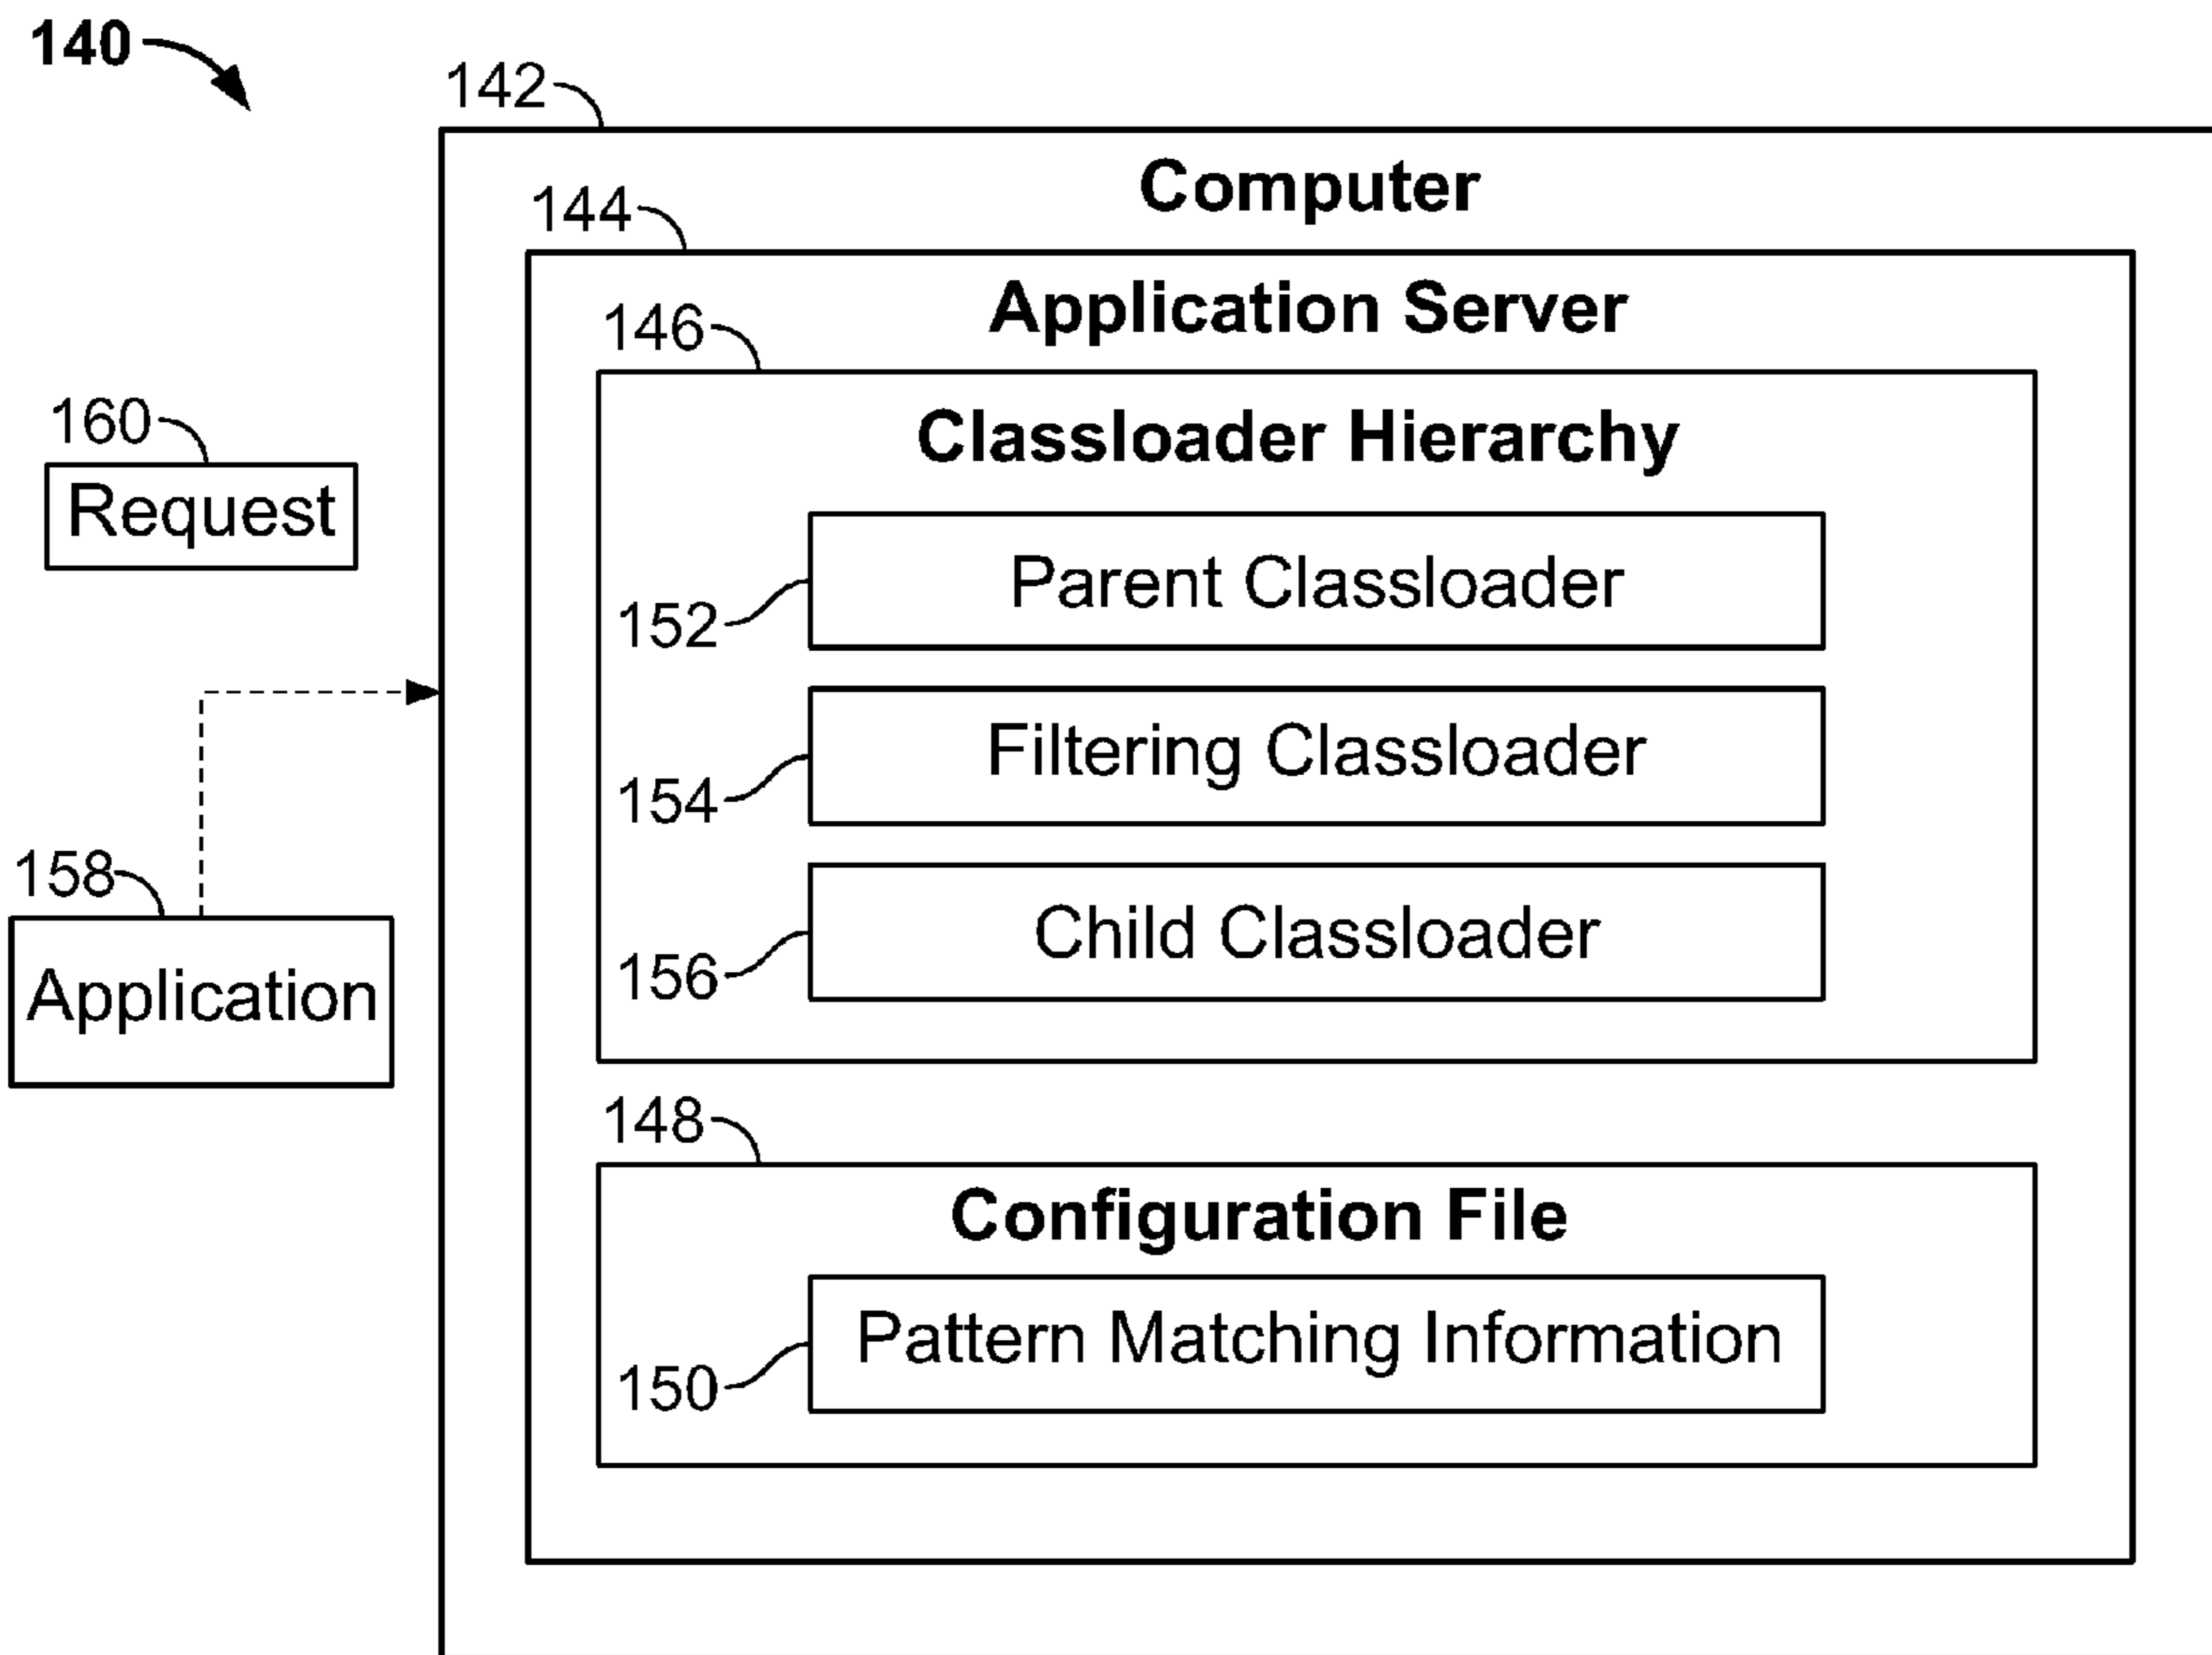 140
142
Computer
144
Application Server
146
Classloader Hierarchy
160
Request
Parent Classloader
152
Filtering Classloader
154
158
Application
Child Classloader
156
148
Configuration File
Pattern Matching Information
150